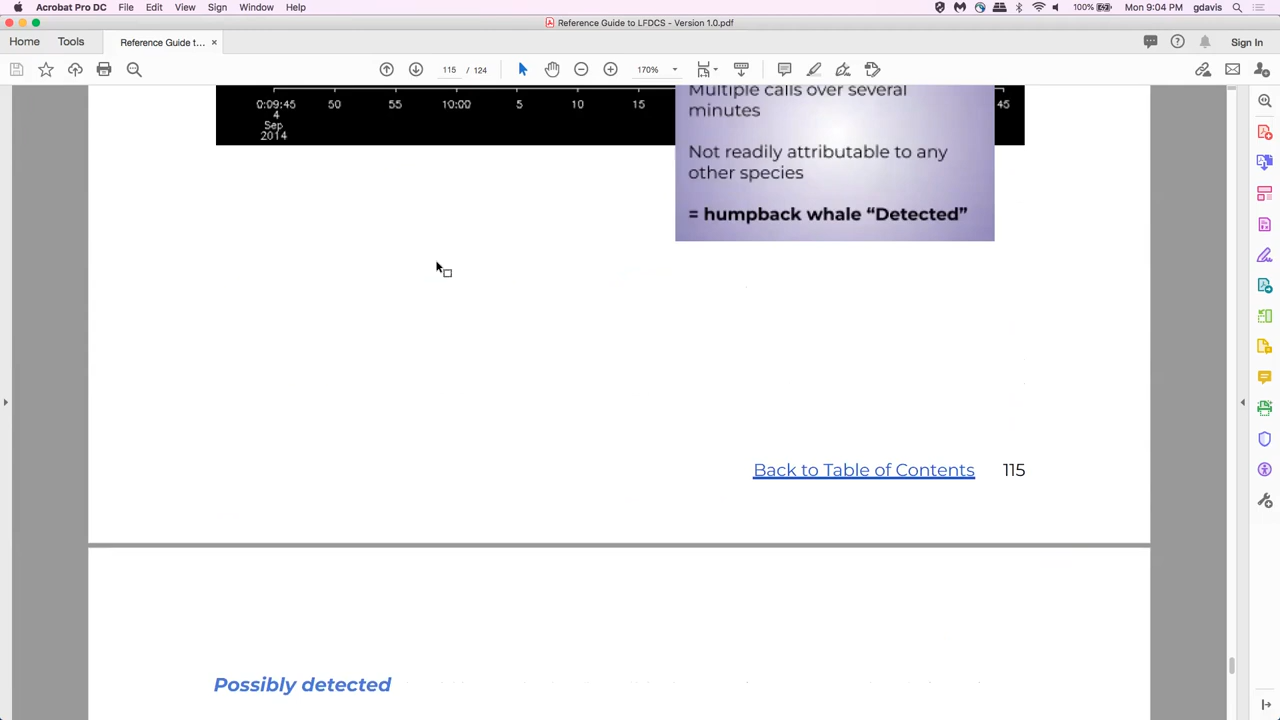 Acrobat Pro DC File Edit View Sign Window Help 100% Mon 9:04 PM gdavis
Reference Guide to LFDCS - Version 1.0.pdf
Home Tools Reference Guide t... × Sign In
115 / 124 170%
0:09:45 50 55 10:00 5 10 15 45
4
Sep
2014
Multiple calls over several
minutes
Not readily attributable to any
other species
= humpback whale “Detected”
Back to Table of Contents 115
Possibly detected